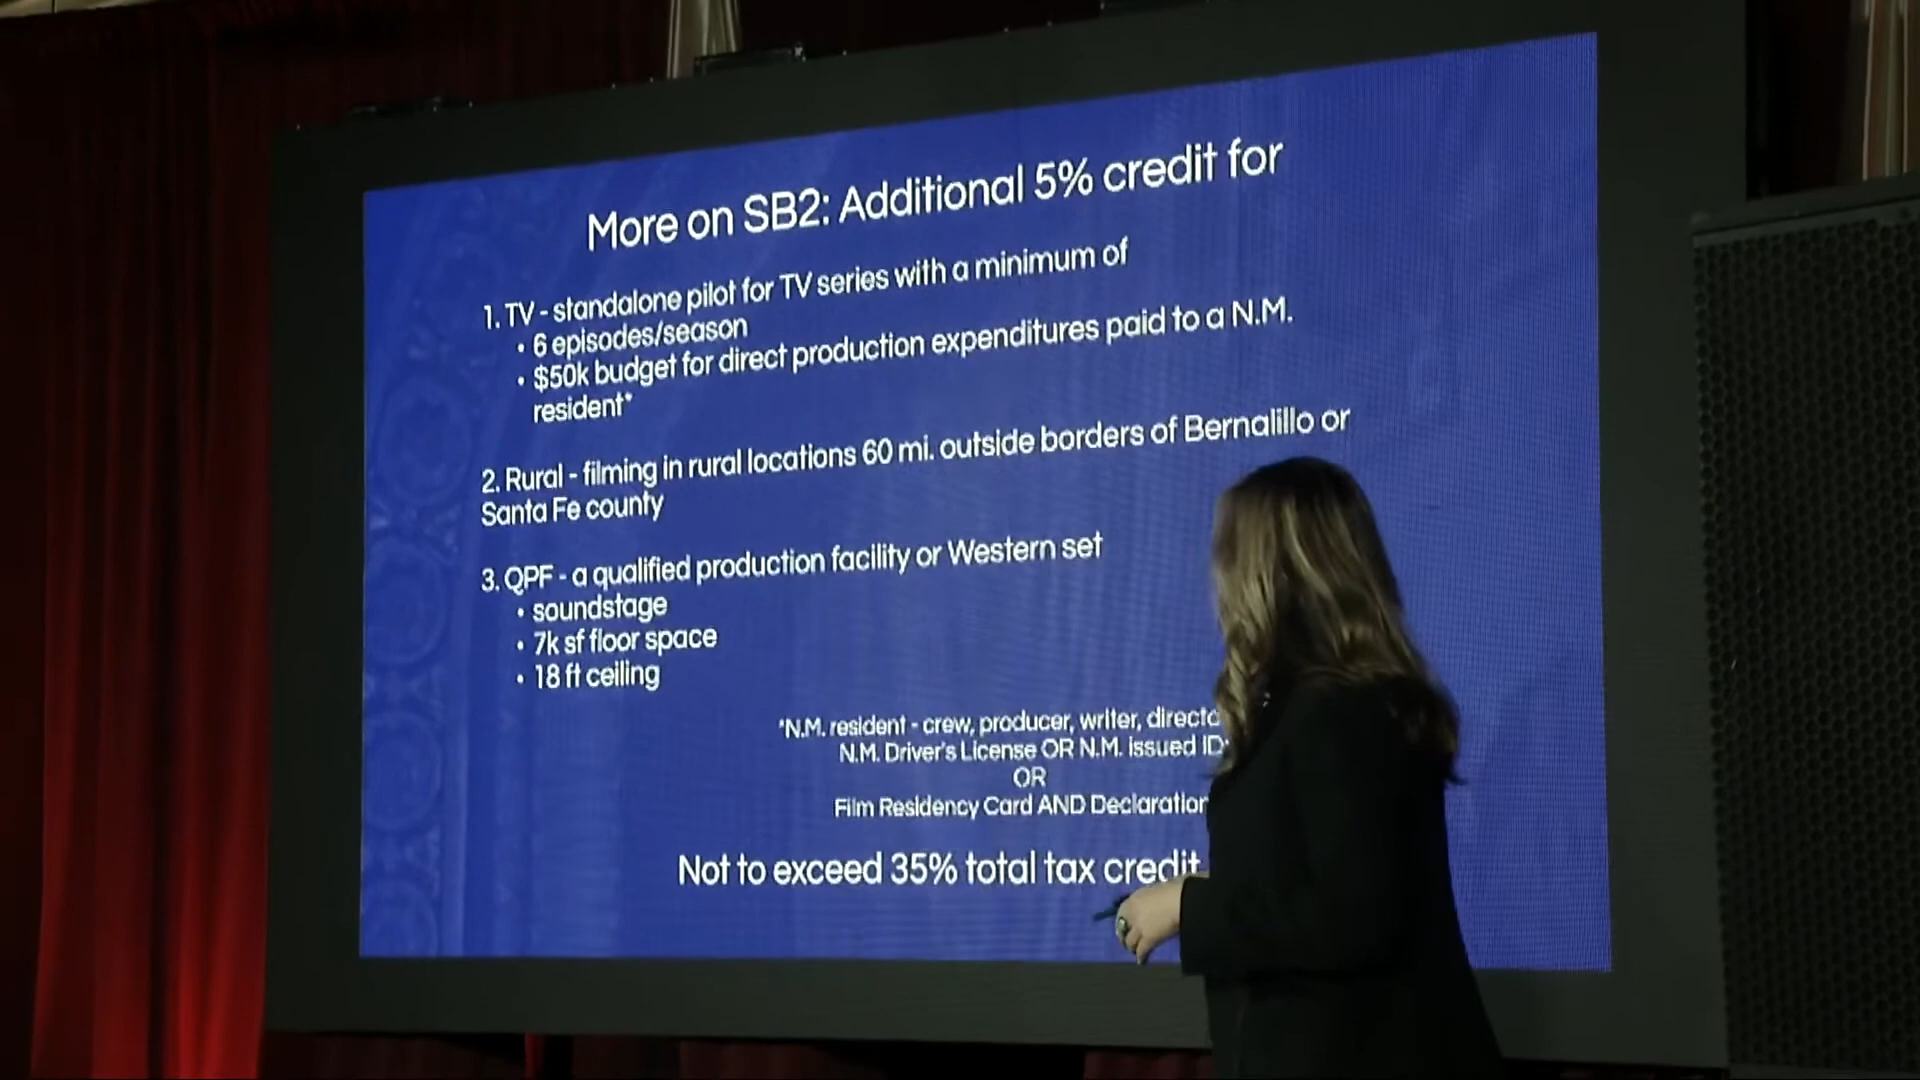 More on SB2: Additional 5% credit for
1. TV - standalone pilot for TV series with a minimum of
• 6 episodes/season
• $50k budget for direct production expenditures paid to a N.M.
resident*
2. Rural - filming in rural locations 60 mi. outside borders of Bernalillo or
Santa Fe county
3. QPF - a qualified production facility or Western set
• soundstage
• 7k sf floor space
• 18 ft ceiling
*N.M. resident - crew, producer, writer,
N.M. Driver's License OR N.M. issued ID
OR
Film Residency Card AND Declaration
Not to exceed 35% total tax credit